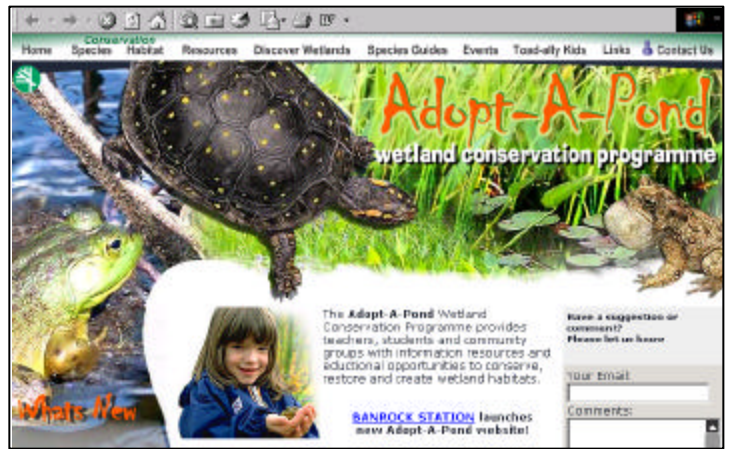 Conservation
Home Species Habitat Resources Discover Wetlands Species Guides Events Toad-ally Kids Links Contact Us
Adopt-A-Pond
wetland conservation programme
The Adopt-A-Pond Wetland
Conservation Programme provides
teachers, students and community
groups with information resources and
eductional opportunities to conserve,
restore and create wetland habitats.
BANROCK STATION launches
new Adopt-A-Pond website!
Have a suggestion or
comment?
Please let us know
Your Email:
Comments:
Whats New